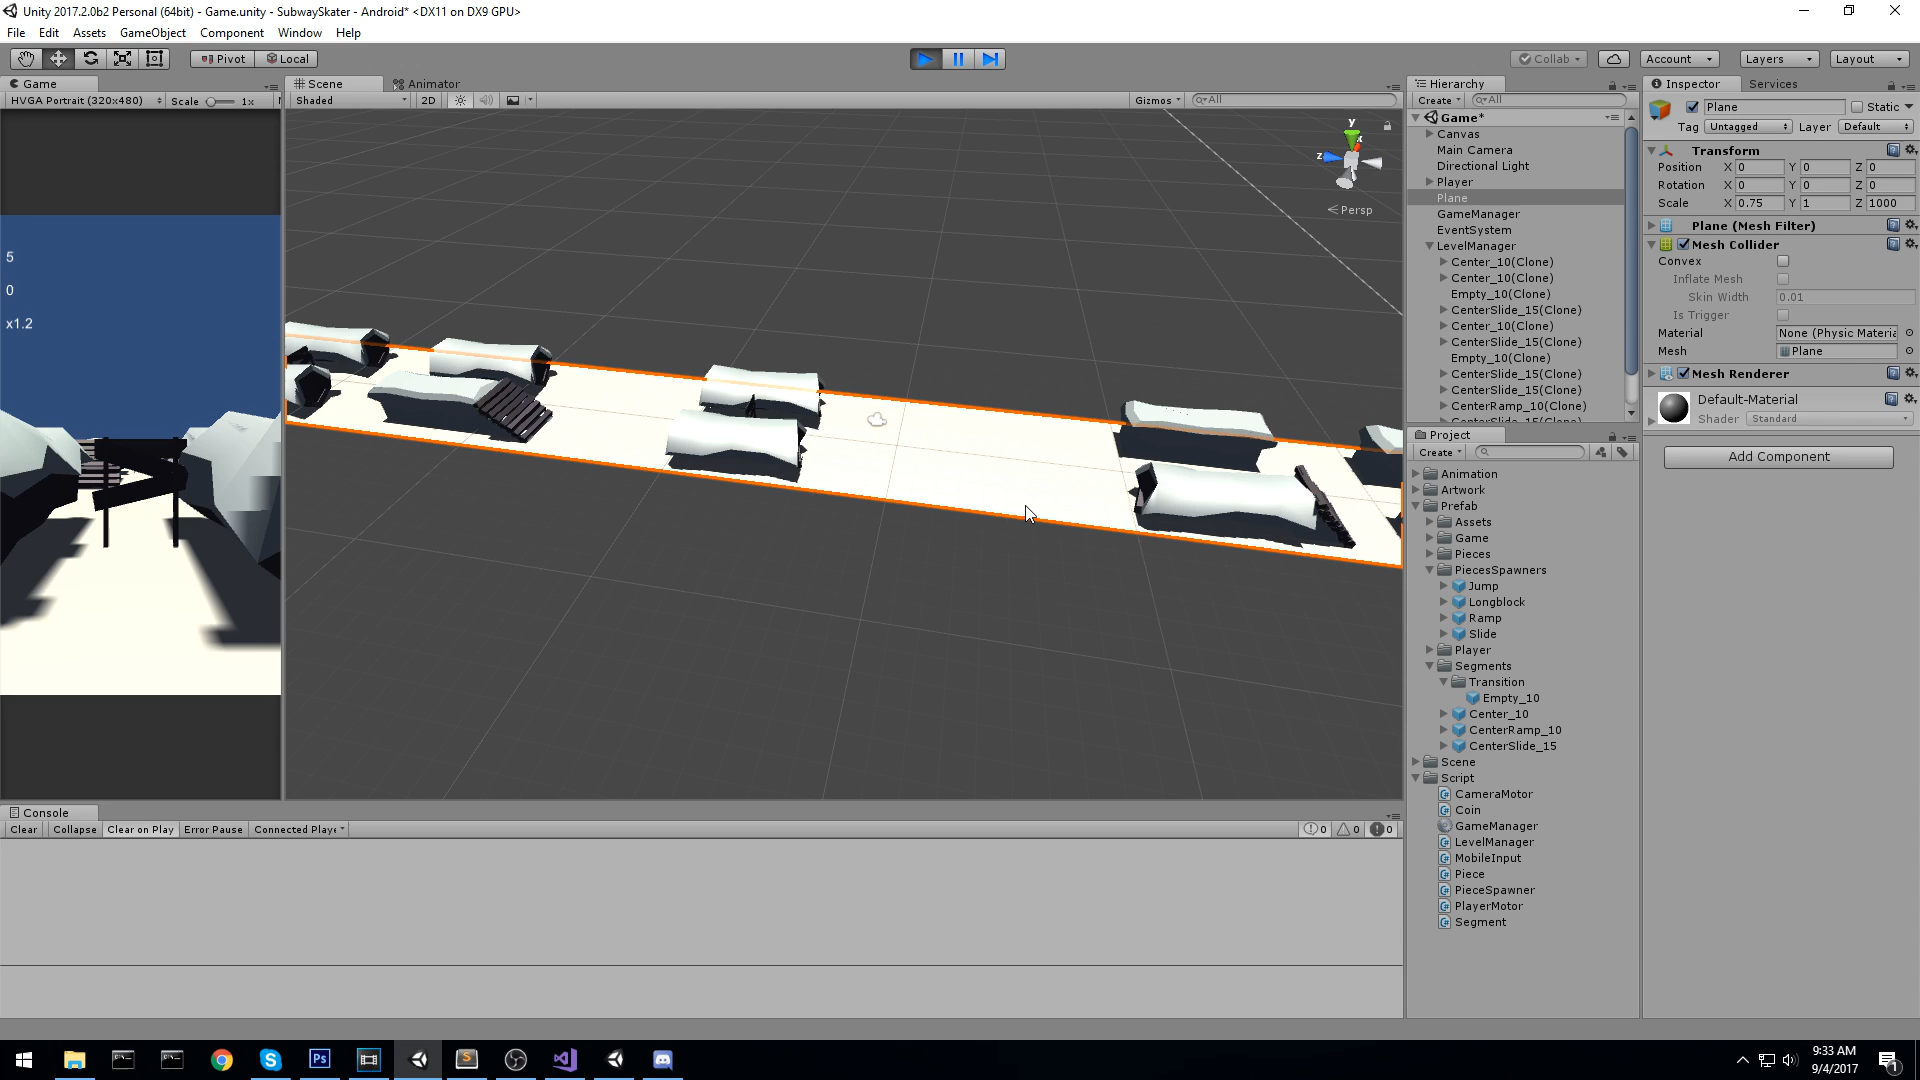 Unity 2017.2.0b2 Personal (64bit) - Game.unity - SubwaySkater - Android* <DX11 on DX9 GPU>
File Edit Assets GameObject Component Window Help
Pivot Local
Collab Account Layers Layout
Game
HVGA Portrait (320x480) Scale 1x
5
0
x1.2
Scene Animator
Shaded 2D Gizmos All
y
x
z
Persp
Hierarchy
Create All
Game*
Canvas
Main Camera
Directional Light
Player
Plane
GameManager
EventSystem
LevelManager
Center_10(Clone)
Center_10(Clone)
Empty_10(Clone)
CenterSlide_15(Clone)
Center_10(Clone)
CenterSlide_15(Clone)
Empty_10(Clone)
CenterSlide_15(Clone)
CenterSlide_15(Clone)
CenterRamp_10(Clone)
CenterSlide_15(Clone)
Project
Create
Animation
Artwork
Prefab
Assets
Game
Pieces
PiecesSpawners
Jump
Longblock
Ramp
Slide
Player
Segments
Transition
Empty_10
Center_10
CenterRamp_10
CenterSlide_15
Scene
Script
CameraMotor
Coin
GameManager
LevelManager
MobileInput
Piece
PieceSpawner
PlayerMotor
Segment
Inspector Services
Plane Static
Tag Untagged Layer Default
Transform
Position X 0 Y 0 Z 0
Rotation X 0 Y 0 Z 0
Scale X 0.75 Y 1 Z 1000
Plane (Mesh Filter)
Mesh Collider
Convex
Inflate Mesh
Skin Width 0.01
Is Trigger
Material None (Physic Materia
Mesh Plane
Mesh Renderer
Default-Material
Shader Standard
Add Component
Console
Clear Collapse Clear on Play Error Pause Connected Playe 0 0 0
9:33 AM
9/4/2017
1